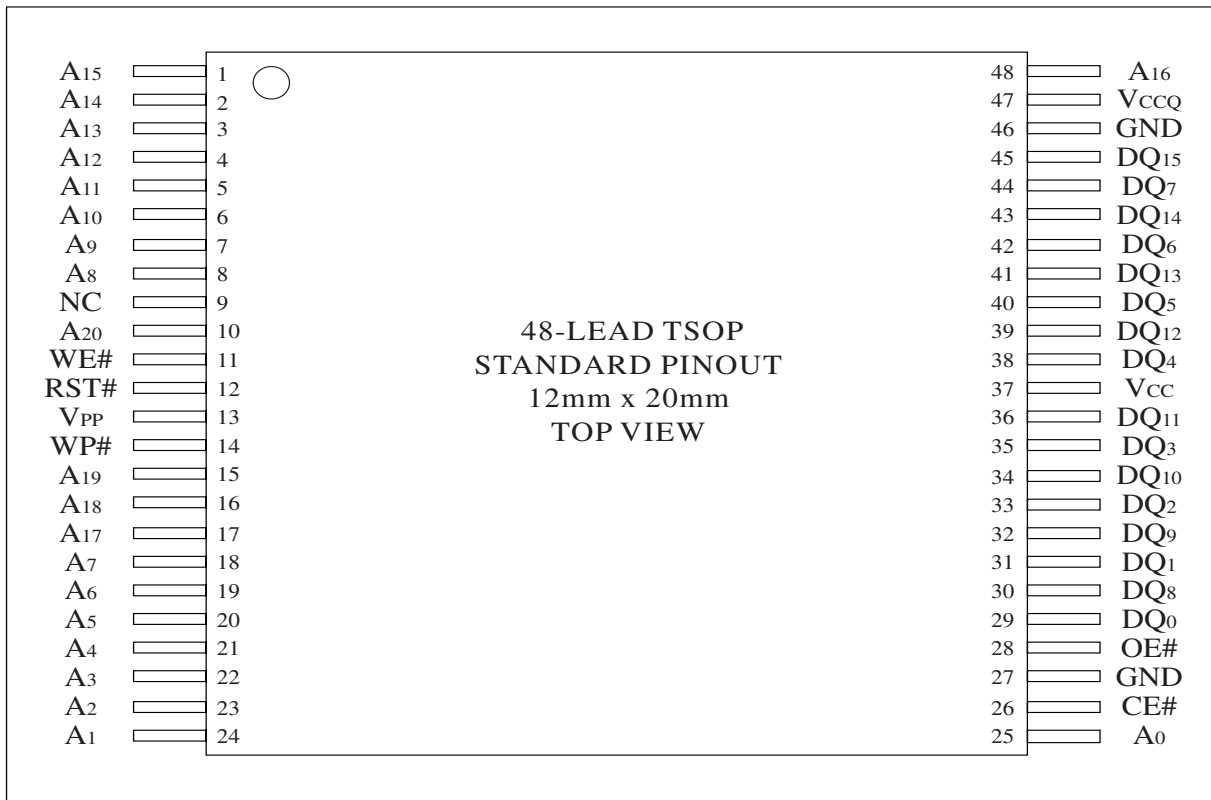 A15 1 48 A16
A14 2 47 VCCQ
A13 3 46 GND
A12 4 45 DQ15
A11 5 44 DQ7
A10 6 43 DQ14
A9 7 42 DQ6
A8 8 41 DQ13
NC 9 40 DQ5
A20 10 39 DQ12
WE# 11 38 DQ4
RST# 12 37 VCC
VPP 13 36 DQ11
WP# 14 35 DQ3
A19 15 34 DQ10
A18 16 33 DQ2
A17 17 32 DQ9
A7 18 31 DQ1
A6 19 30 DQ8
A5 20 29 DQ0
A4 21 28 OE#
A3 22 27 GND
A2 23 26 CE#
A1 24 25 A0
48-LEAD TSOP
STANDARD PINOUT
12mm x 20mm
TOP VIEW